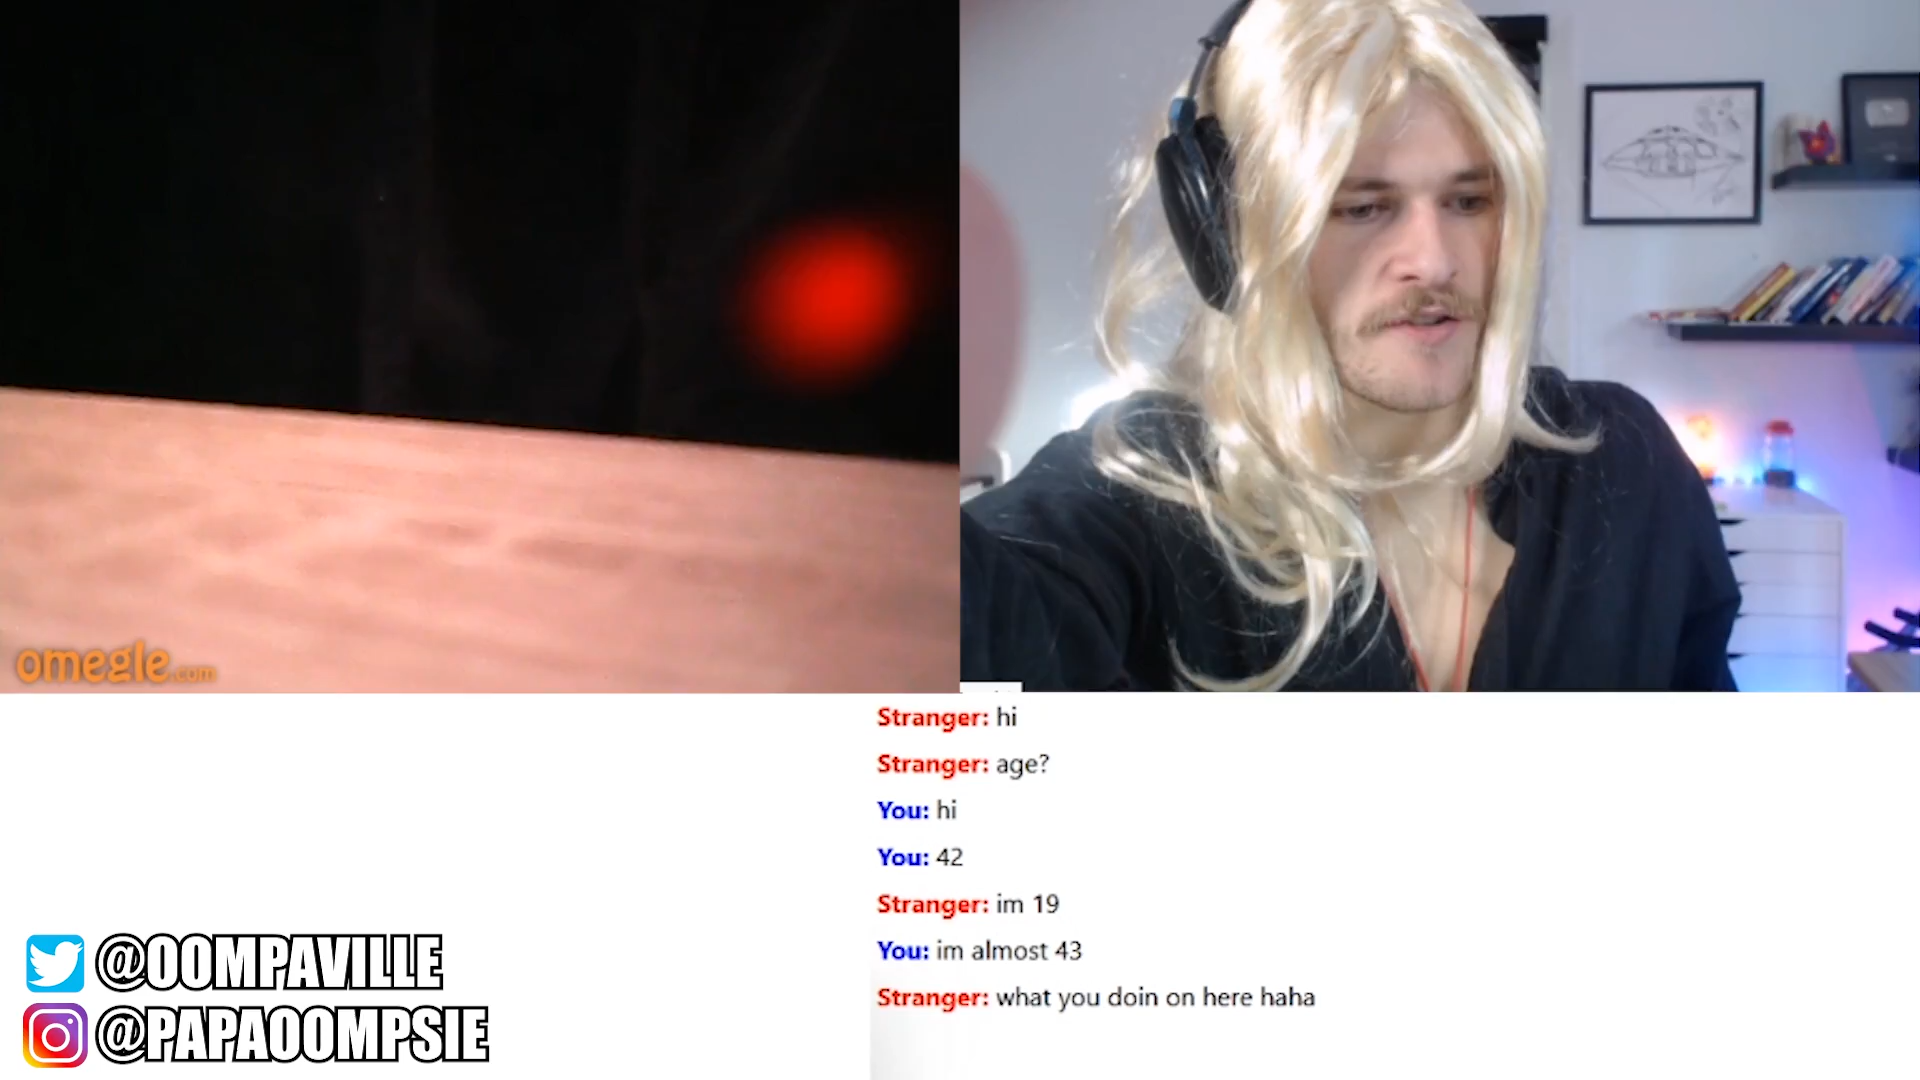 omegle.com
Stranger: hi
Stranger: age?
You: hi
You: 42
Stranger: im 19
You: im almost 43
Stranger: what you doin on here haha
@OOMPAVILLE
@PAPAOOMPSIE